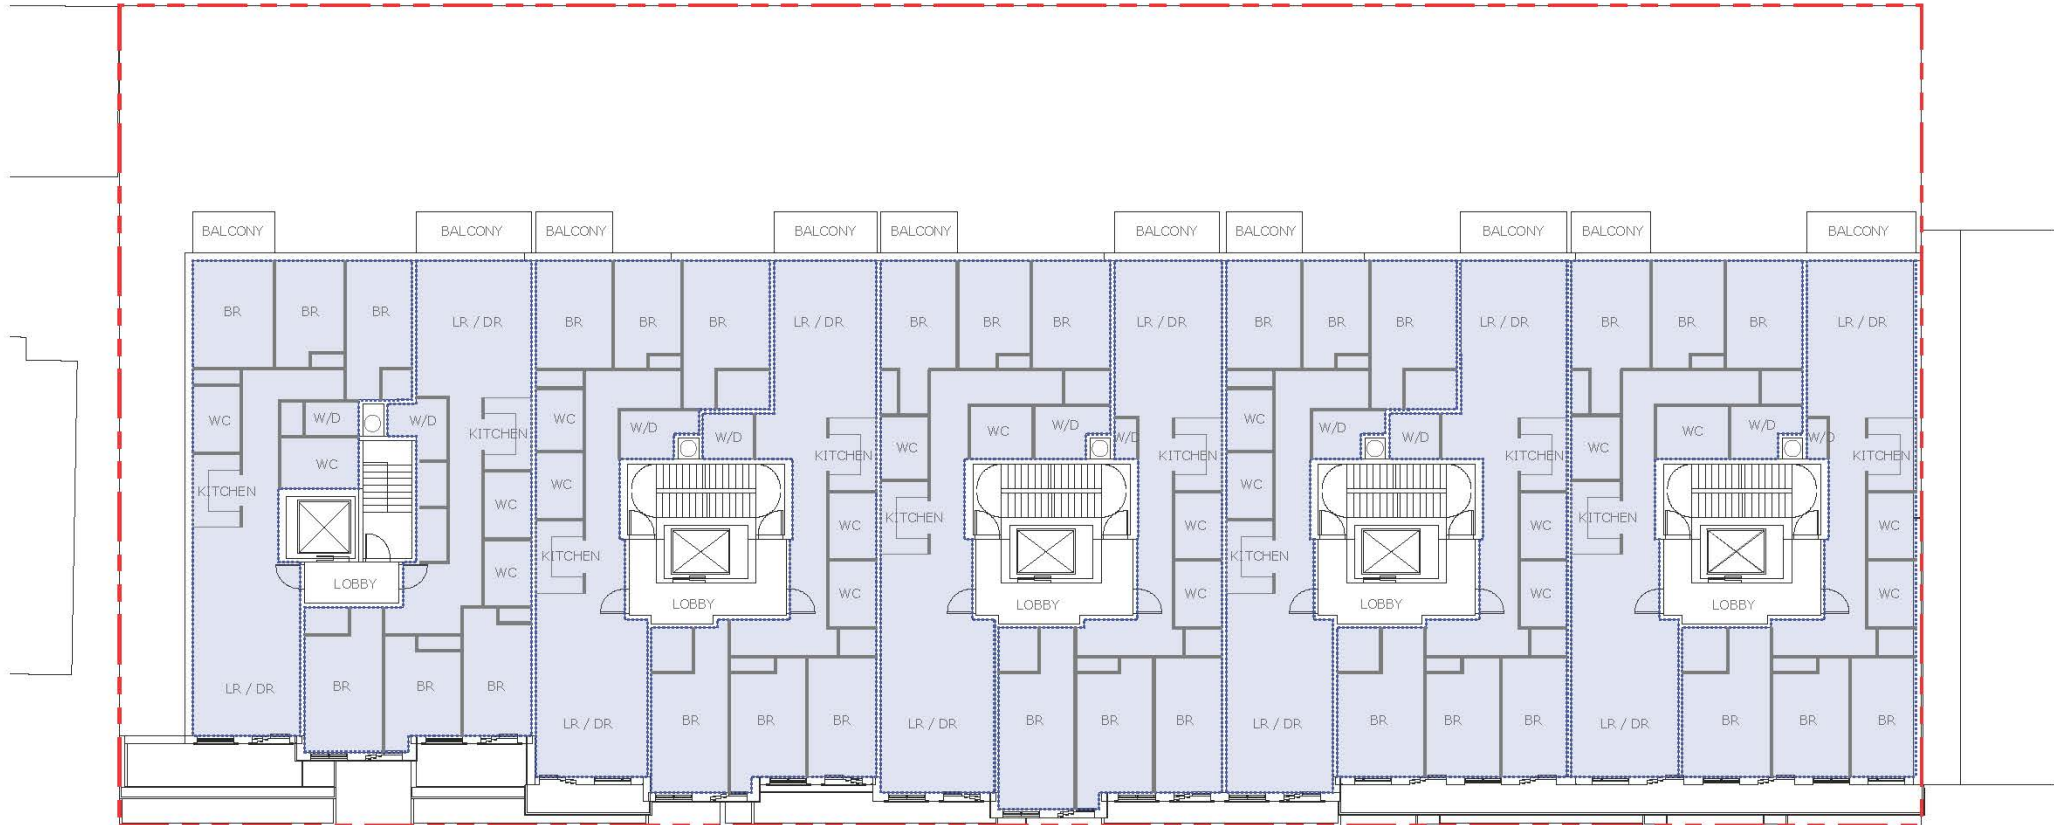 BALCONY BALCONY BALCONY BALCONY BALCONY BALCONY BALCONY BALCONY BALCONY BALCONY
BR BR BR LR / DR BR BR BR LR / DR BR BR BR LR / DR BR BR BR LR / DR BR BR BR LR / DR
WC W/D W/D KITCHEN WC W/D W/D KITCHEN WC WC W/D W/D KITCHEN WC W/D W/D KITCHEN WC WC W/D W/D KITCHEN
KITCHEN WC WC WC WC KITCHEN WC WC WC KITCHEN WC
LOBBY WC KITCHEN LOBBY WC LOBBY WC KITCHEN LOBBY WC LOBBY WC
LR / DR BR BR BR LR / DR BR BR BR LR / DR BR BR BR LR / DR BR BR BR LR / DR BR BR BR